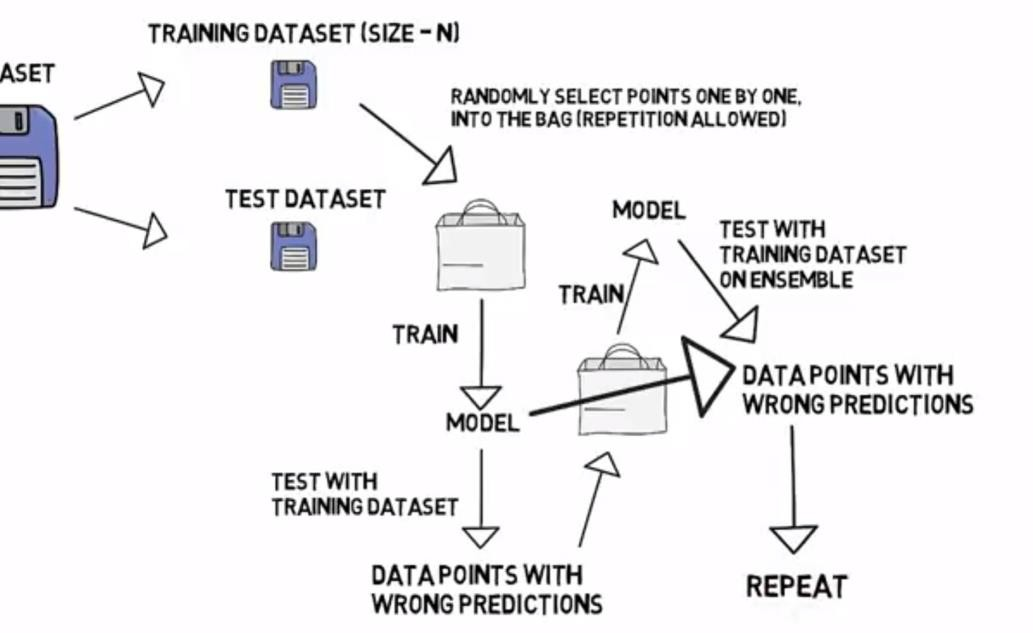 TRAINING DATASET (SIZE - N)
ASET
RANDOMLY SELECT POINTS ONE BY ONE,
INTO THE BAG (REPETITION ALLOWED)
TEST DATASET
MODEL
TEST WITH
TRAINING DATASET
ON ENSEMBLE
TRAIN
TRAIN
DATA POINTS WITH
WRONG PREDICTIONS
MODEL
TEST WITH
TRAINING DATASET
DATA POINTS WITH
WRONG PREDICTIONS
REPEAT